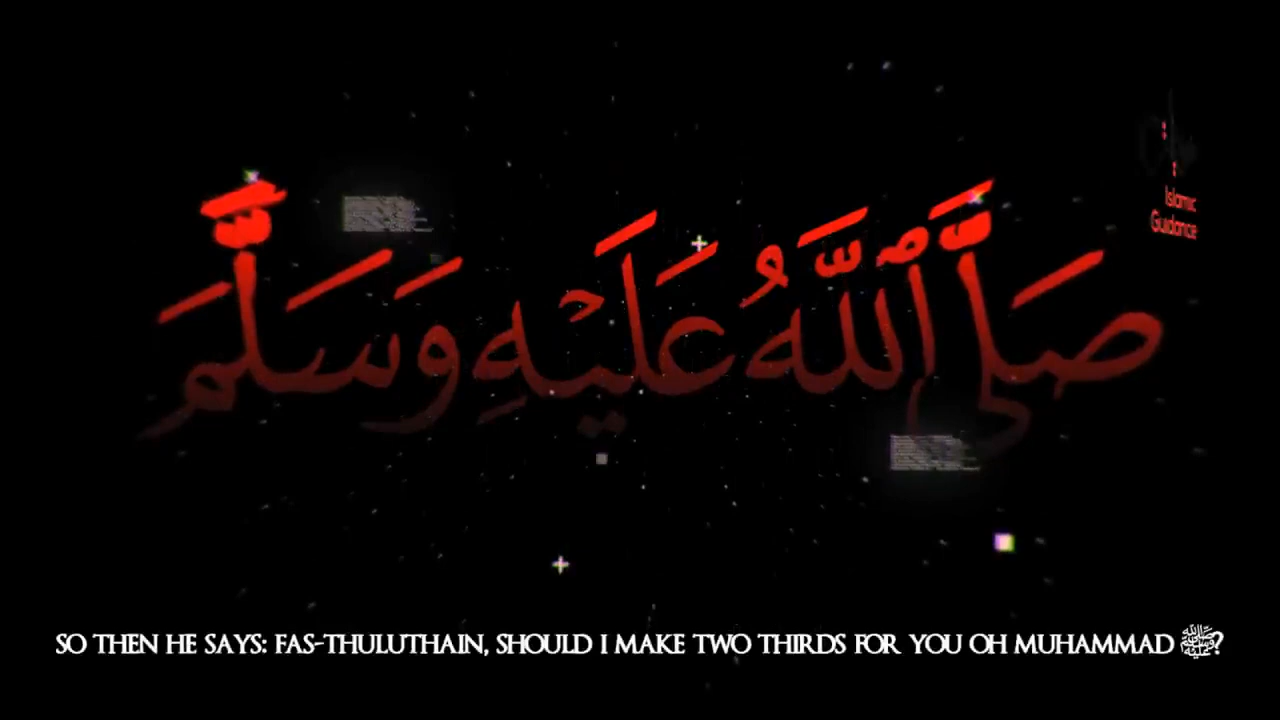 صَلَّى ٱللَّهُ عَلَيْهِ وَسَلَّمَ
Islamic
Guidance
SO THEN HE SAYS: FAS-THULUTHAIN, SHOULD I MAKE TWO THIRDS FOR YOU OH MUHAMMAD ﷺ?